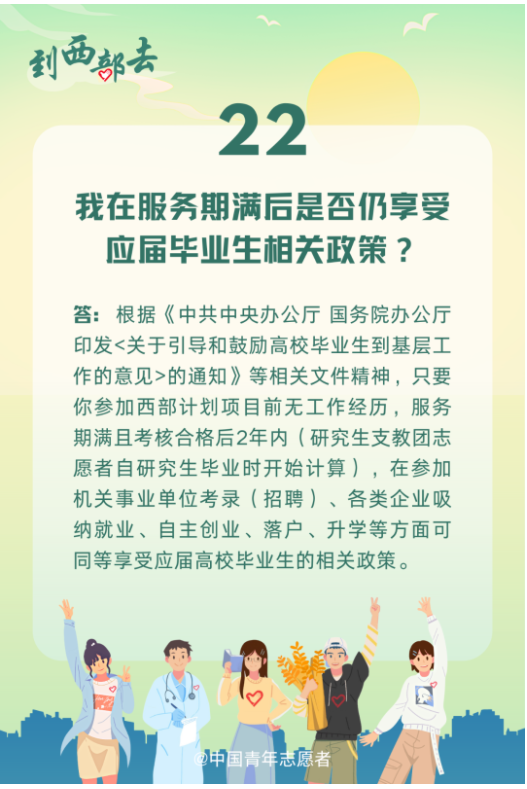 到西部去
22
我在服务期满后是否仍享受
应届毕业生相关政策？
答：根据《中共中央办公厅 国务院办公厅
印发<关于引导和鼓励高校毕业生到基层工
作的意见>的通知》等相关文件精神，只要
你参加西部计划项目前无工作经历，服务
期满且考核合格后2年内（研究生支教团志
愿者自研究生毕业时开始计算），在参加
机关事业单位考录（招聘）、各类企业吸
纳就业、自主创业、落户、升学等方面可
同等享受应届高校毕业生的相关政策。
@中国青年志愿者